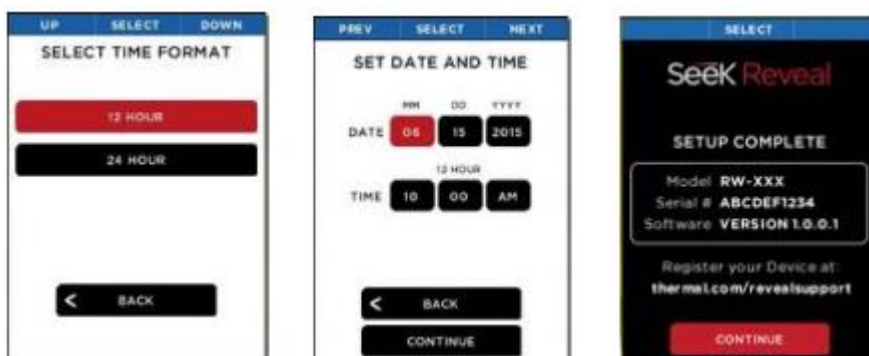 UP SELECT DOWN
SELECT TIME FORMAT
12 HOUR
24 HOUR
< BACK
PREV SELECT NEXT
SET DATE AND TIME
MM DD YYYY
DATE 06 15 2015
12 HOUR
TIME 10 00 AM
< BACK
CONTINUE
SELECT
Seek Reveal
SETUP COMPLETE
Model RW-XXX
Serial # ABCDEF1234
Software VERSION 1.0.0.1
Register your Device at:
thermal.com/revealsupport
CONTINUE